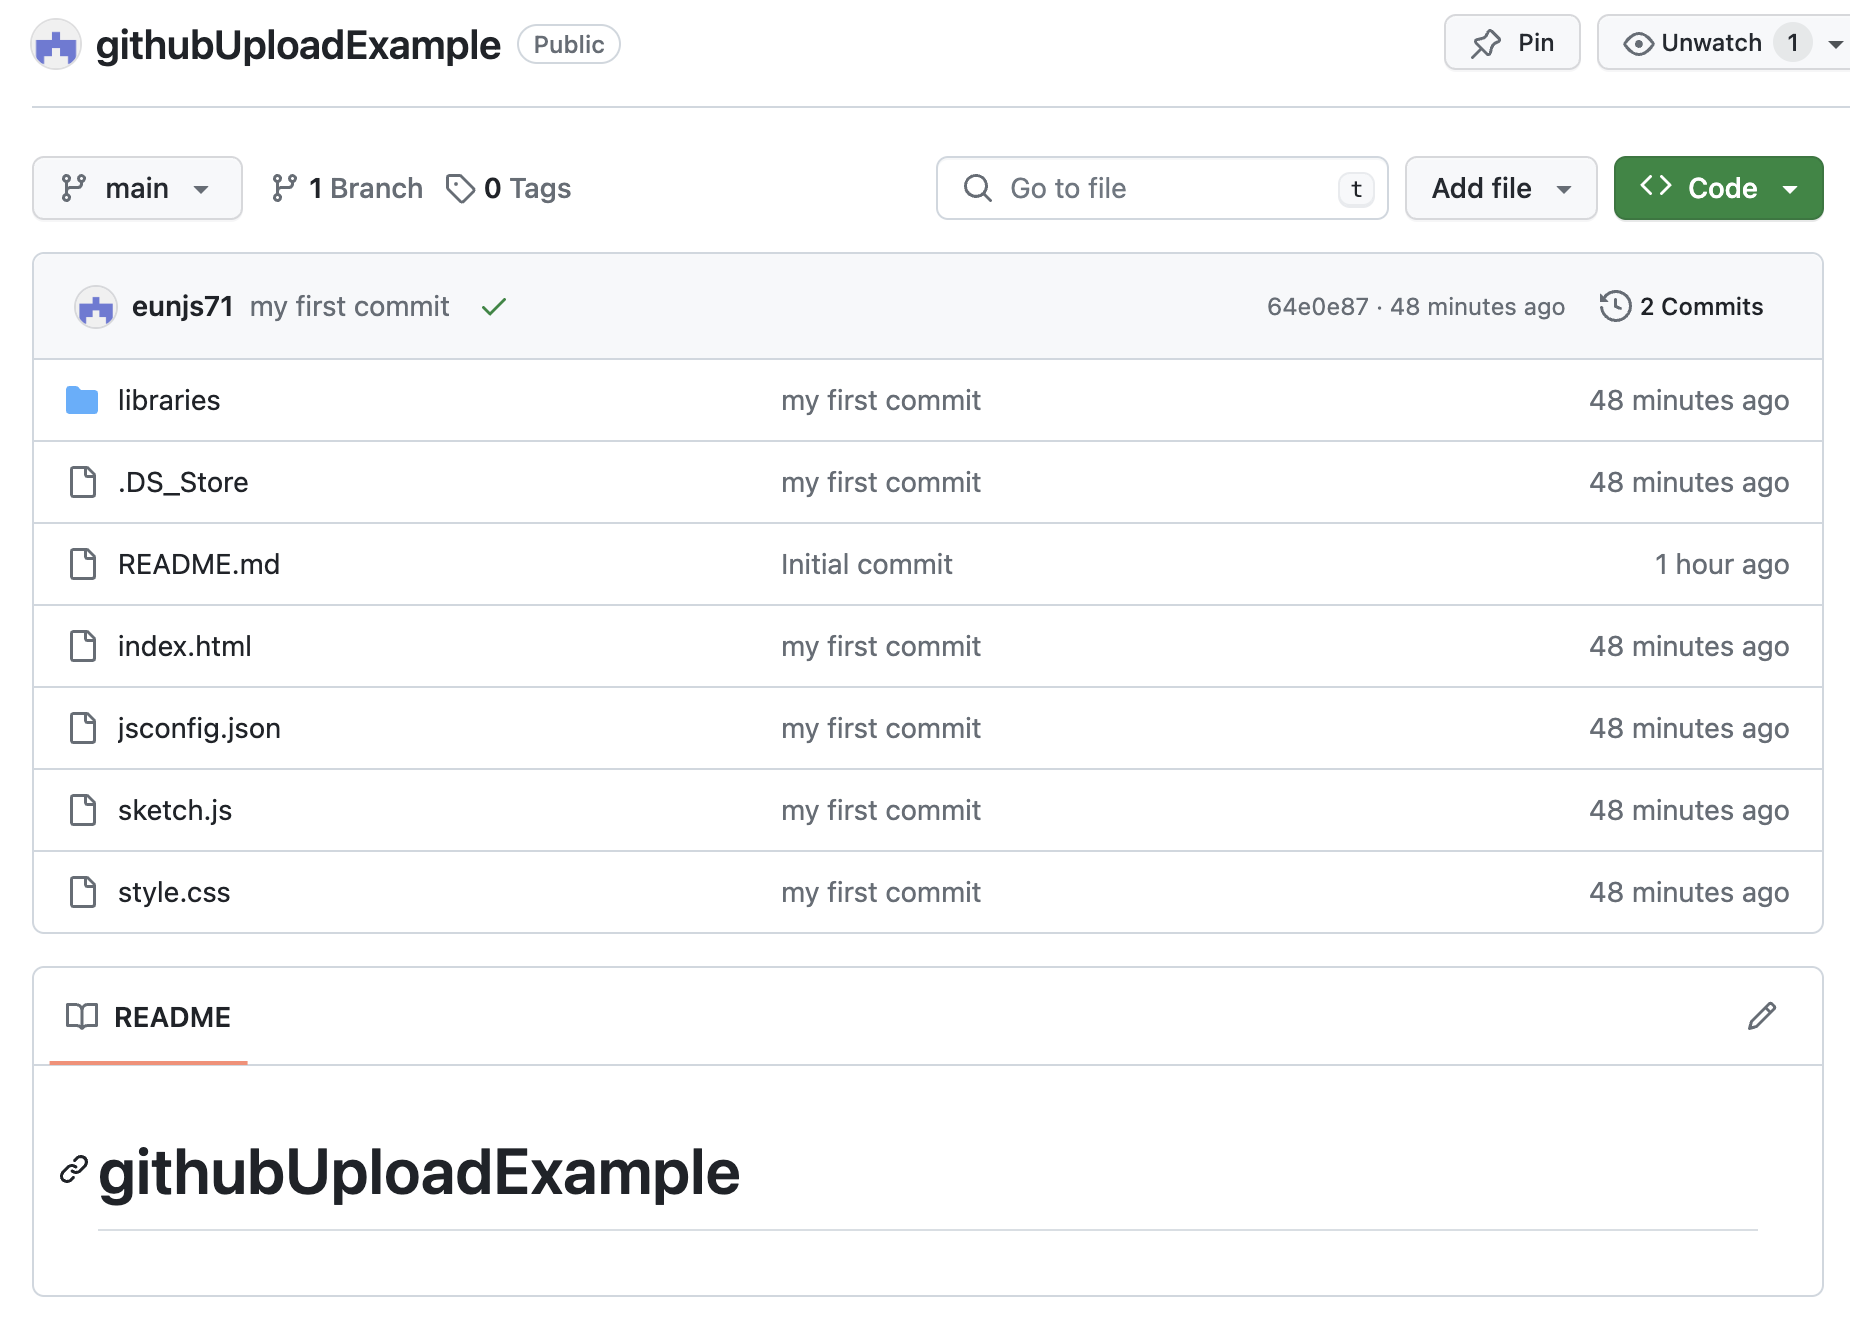 githubUploadExample Public Pin Unwatch 1
main 1 Branch 0 Tags Go to file t Add file Code
eunjs71 my first commit 64e0e87 · 48 minutes ago 2 Commits
libraries my first commit 48 minutes ago
.DS_Store my first commit 48 minutes ago
README.md Initial commit 1 hour ago
index.html my first commit 48 minutes ago
jsconfig.json my first commit 48 minutes ago
sketch.js my first commit 48 minutes ago
style.css my first commit 48 minutes ago
README
githubUploadExample